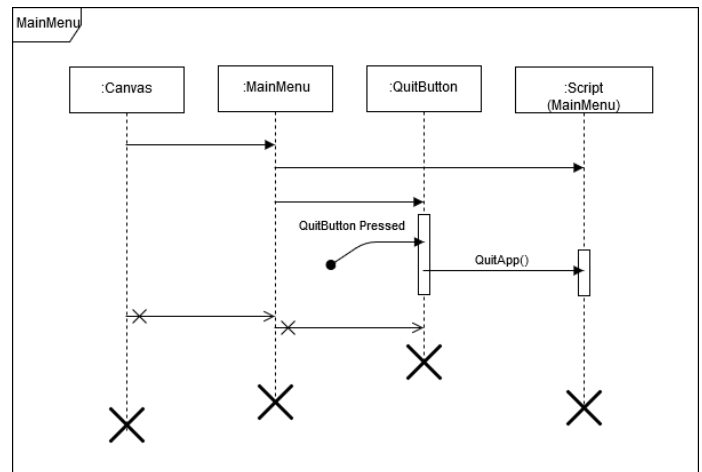 MainMenu
:Canvas
:MainMenu
:QuitButton
:Script
(MainMenu)
QuitButton Pressed
QuitApp()